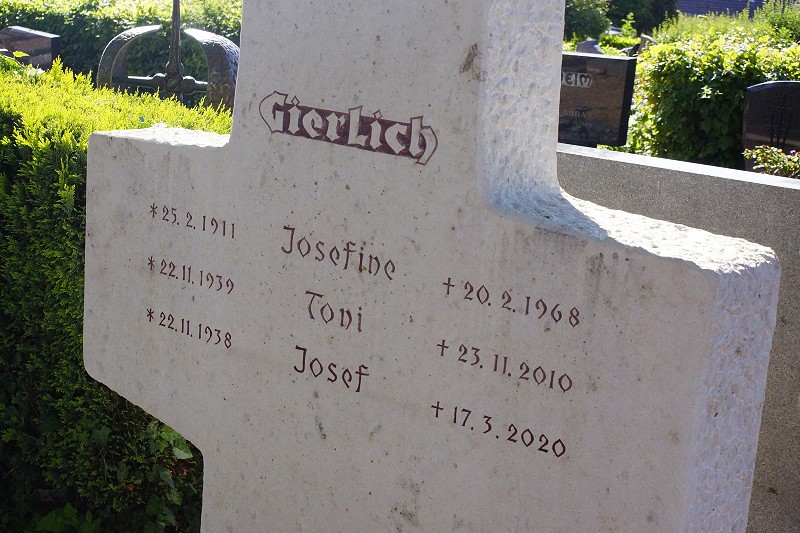 Gierlich
* 25. 2. 1911 Josefine † 20. 2. 1968
* 22. 11. 1939 Toni † 23. 11. 2010
* 22. 11. 1938 Josef † 17. 3. 2020